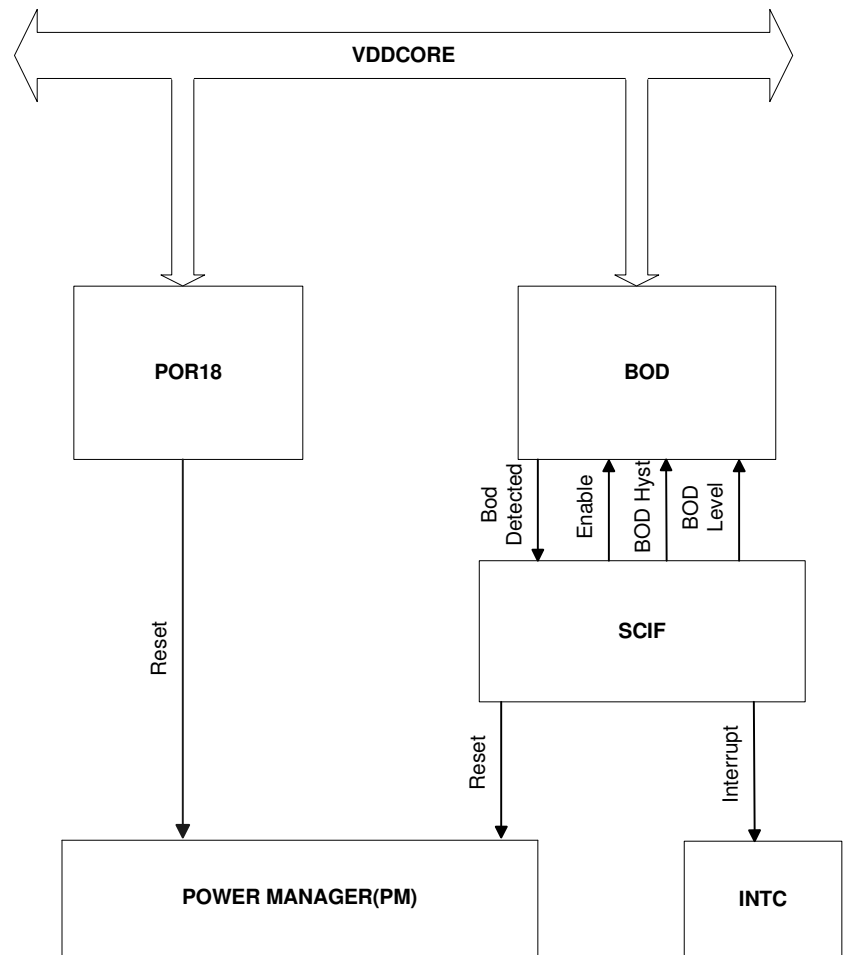 VDDCORE
POR18
BOD
Bod
Detected
Enable
BOD Hyst
BOD
Level
SCIF
Reset
Reset
Interrupt
POWER MANAGER(PM)
INTC